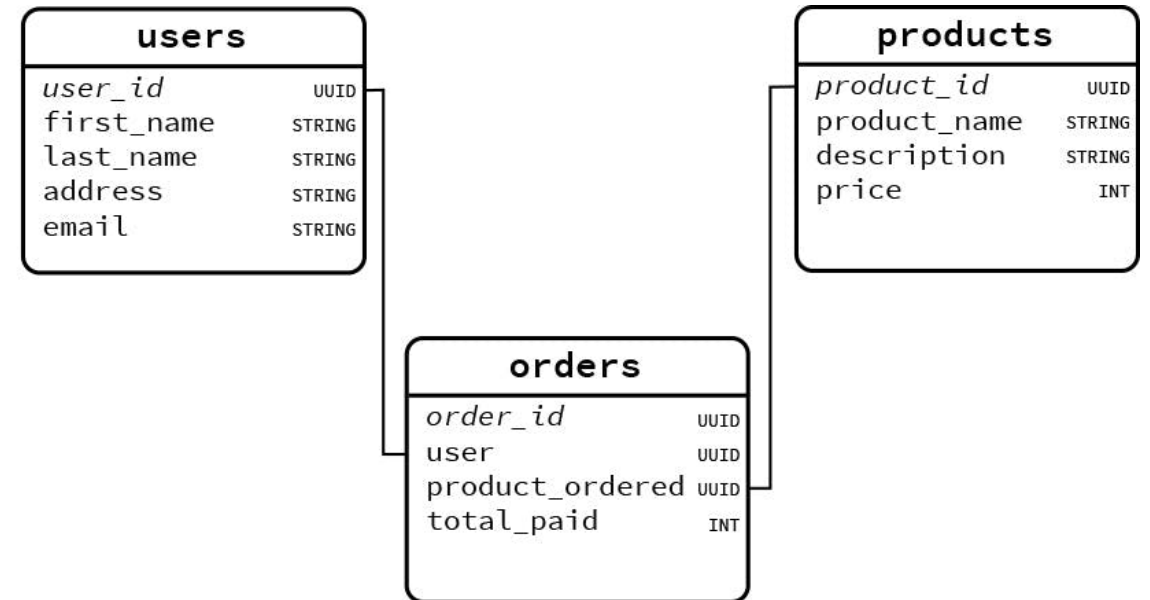 users
user_id UUID
first_name STRING
last_name STRING
address STRING
email STRING
products
product_id UUID
product_name STRING
description STRING
price INT
orders
order_id UUID
user UUID
product_ordered UUID
total_paid INT